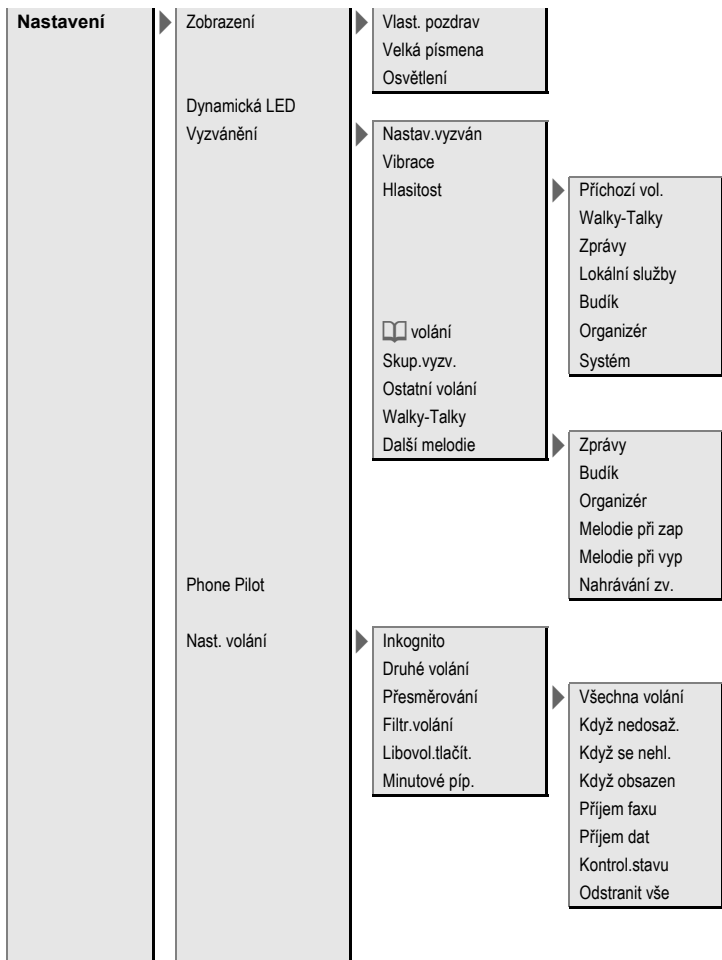 Nastavení
Zobrazení
Vlast. pozdrav
Velká písmena
Osvětlení
Dynamická LED
Vyzvánění
Nastav.vyzván
Vibrace
Hlasitost
Příchozí vol.
Walky-Talky
Zprávy
Lokální služby
Budík
Organizér
Systém
volání
Skup.vyzv.
Ostatní volání
Walky-Talky
Další melodie
Zprávy
Budík
Organizér
Melodie při zap
Melodie při vyp
Nahrávání zv.
Phone Pilot
Nast. volání
Inkognito
Druhé volání
Přesměrování
Všechna volání
Když nedosaž.
Když se nehl.
Když obsazen
Příjem faxu
Příjem dat
Kontrol.stavu
Odstranit vše
Filtr.volání
Libovol.tlačít.
Minutové píp.